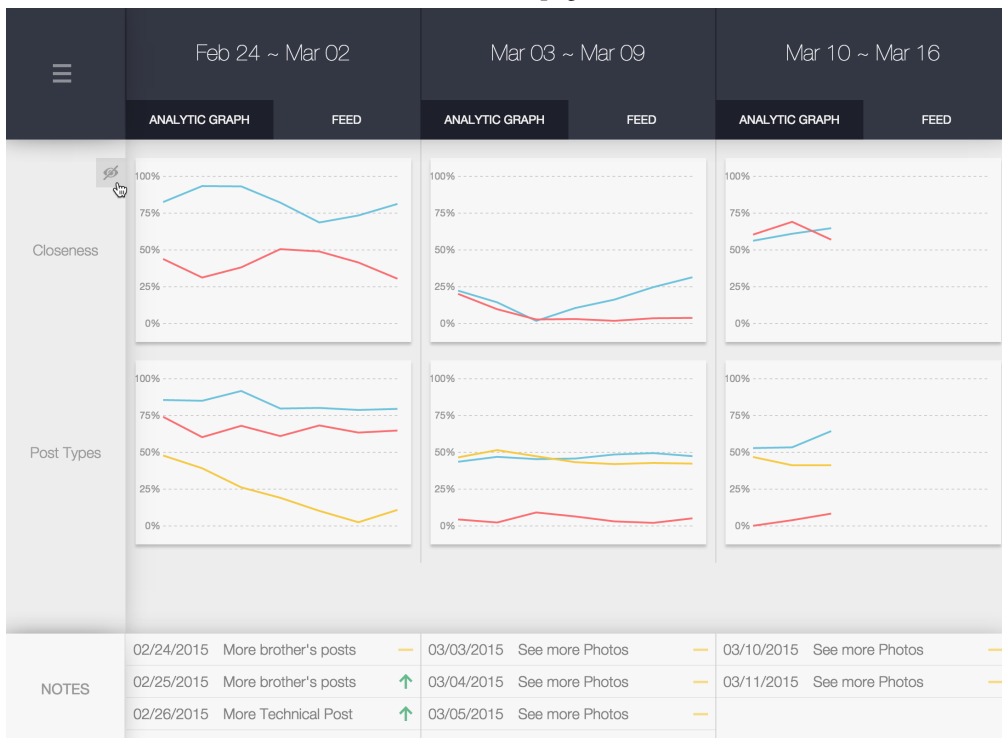 Feb 24 ~ Mar 02
Mar 03 ~ Mar 09
Mar 10 ~ Mar 16
ANALYTIC GRAPH
FEED
ANALYTIC GRAPH
FEED
ANALYTIC GRAPH
FEED
Closeness
100%
75%
50%
25%
0%
100%
75%
50%
25%
0%
100%
75%
50%
25%
0%
Post Types
100%
75%
50%
25%
0%
100%
75%
50%
25%
0%
100%
75%
50%
25%
0%
NOTES
02/24/2015 More brother's posts
02/25/2015 More brother's posts
02/26/2015 More Technical Post
03/03/2015 See more Photos
03/04/2015 See more Photos
03/05/2015 See more Photos
03/10/2015 See more Photos
03/11/2015 See more Photos